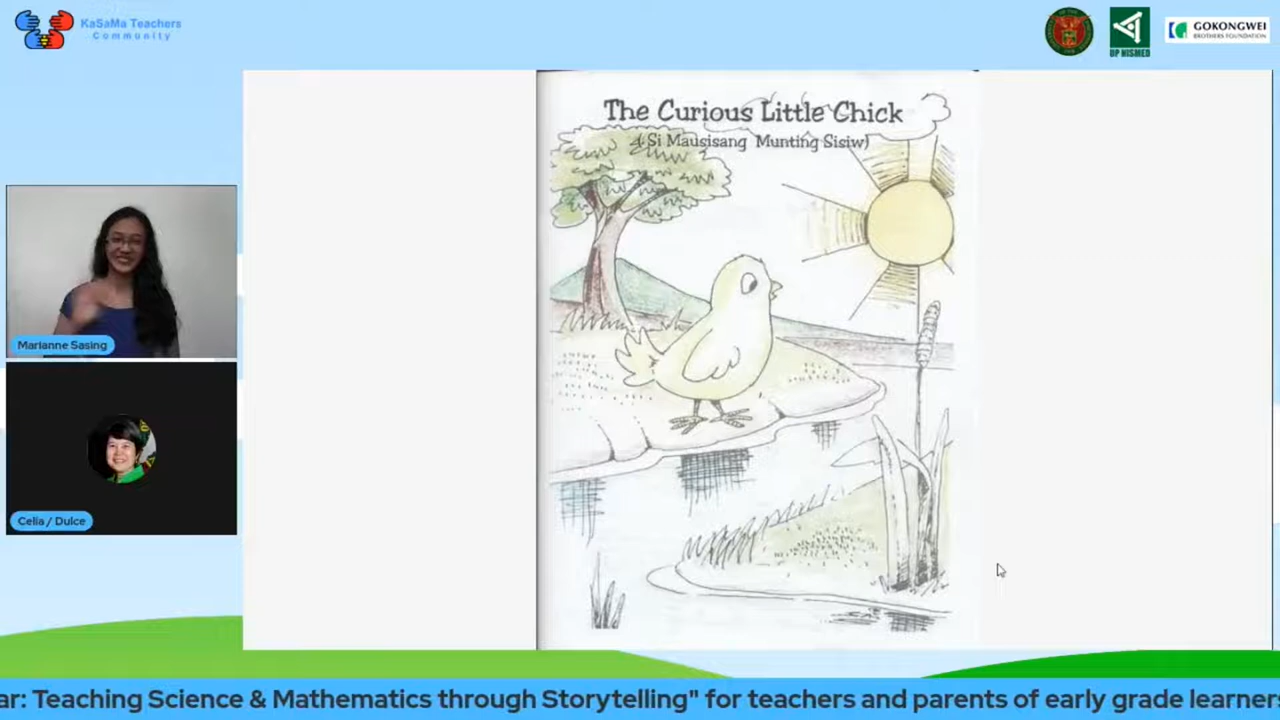 KaSaMa Teachers
Community
UP NISMED
GOKONGWEI
BROTHERS FOUNDATION
The Curious Little Chick
( Si Mausisang Munting Sisiw)
Marianne Sasing
Celia / Dulce
ar: Teaching Science & Mathematics through Storytelling" for teachers and parents of early grade learners